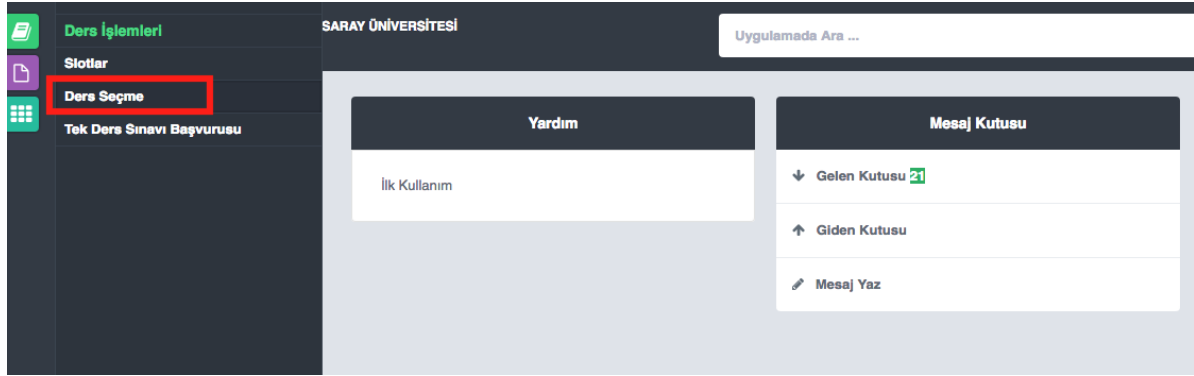 Ders İşlemleri
Slotlar
Ders Seçme
Tek Ders Sınavı Başvurusu
SARAY ÜNİVERSİTESİ
Uygulamada Ara ...
Yardım
İlk Kullanım
Mesaj Kutusu
Gelen Kutusu 21
Giden Kutusu
Mesaj Yaz